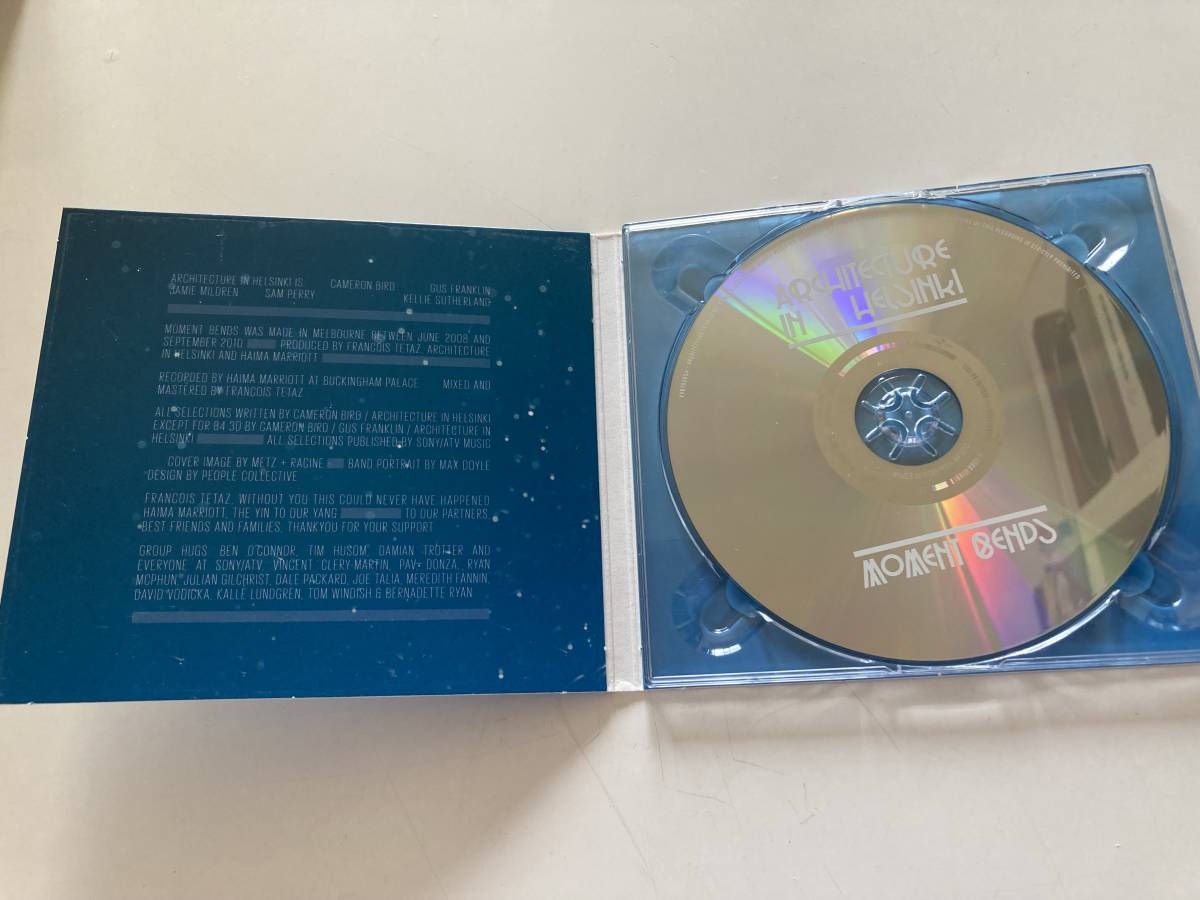 ARCHITECTURE IN HELSINKI IS CAMERON BIRD GUS FRANKLIN
JAMIE MILDREN SAM PERRY KELLIE SUTHERLAND
MOMENT BENDS WAS MADE IN MELBOURNE BETWEEN JUNE 2008 AND
SEPTEMBER 2010 PRODUCED BY FRANCOIS TETAZ, ARCHITECTURE
IN HELSINKI AND HAIMA MARRIOTT
RECORDED BY HAIMA MARRIOTT AT BUCKINGHAM PALACE MIXED AND
MASTERED BY FRANCOIS TETAZ
ALL SELECTIONS WRITTEN BY CAMERON BIRD / ARCHITECTURE IN HELSINKI
EXCEPT FOR B4 3D BY CAMERON BIRD / GUS FRANKLIN / ARCHITECTURE IN
HELSINKI ALL SELECTIONS PUBLISHED BY SONY/ATV MUSIC
COVER IMAGE BY METZ + RACINE BAND PORTRAIT BY MAX DOYLE
DESIGN BY PEOPLE COLLECTIVE
FRANCOIS TETAZ, WITHOUT YOU THIS COULD NEVER HAVE HAPPENED
HAIMA MARRIOTT, THE YIN TO OUR YANG TO OUR PARTNERS,
BEST FRIENDS AND FAMILIES, THANKYOU FOR YOUR SUPPORT
GROUP HUGS BEN O'CONNOR, TIM HUSOM, DAMIAN TROTTER AND
EVERYONE AT SONY/ATV VINCENT CLERY-MARTIN, PAV DONZA, RYAN
MCPHUN, JULIAN GILCHRIST, DALE PACKARD, JOE TALIA, MEREDITH FANNIN,
DAVID VODICKA, KALLE LUNDGREN, TOM WINDISH & BERNADETTE RYAN
ARCHITECTURE
IN HELSINKI
MOMENT BENDS